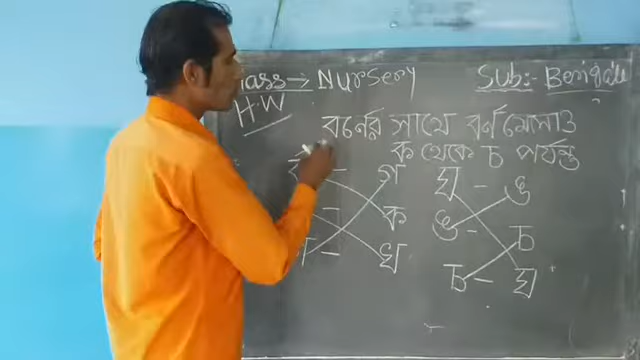 Class → Nursery Sub:- Bengali
H.W
বর্নের সাথে বর্ন মেলাও
ক থেকে চ পর্যন্ত
গ ঘ - ঙ
- ক ঙ - চ
- খ চ - ঘ